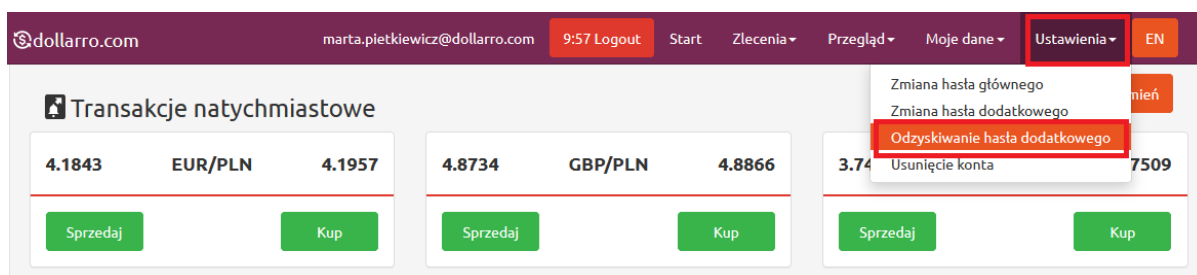 dollarro.com marta.pietkiewicz@dollarro.com 9:57 Logout Start Zlecenia Przegląd Moje dane Ustawienia EN
Zmiana hasła głównego
Zmiana hasła dodatkowego
Odzyskiwanie hasła dodatkowego
Usunięcie konta
Transakcje natychmiastowe
4.1843 EUR/PLN 4.1957 4.8734 GBP/PLN 4.8866
Sprzedaj Kup Sprzedaj Kup Sprzedaj Kup